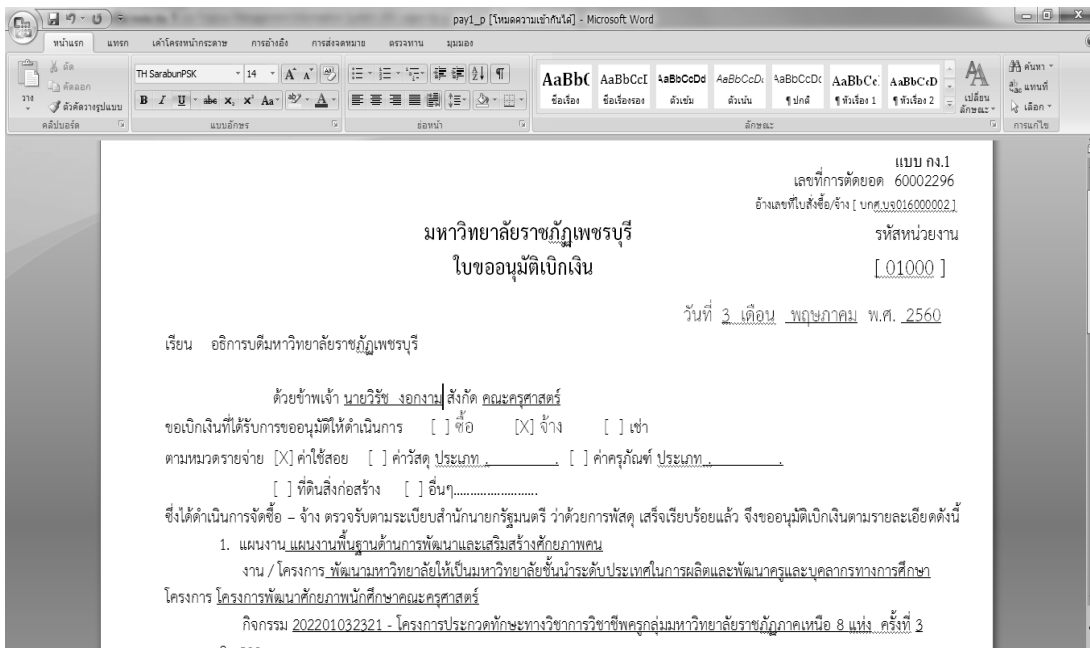 pay1_p [โหมดความเข้ากันได้] - Microsoft Word
หน้าแรก แทรก เค้าโครงหน้ากระดาษ การอ้างอิง การส่งจดหมาย ตรวจทาน มุมมอง
วาง
ตัด
คัดลอก
ตัวคัดวางรูปแบบ
คลิปบอร์ด
TH SarabunPSK 14
B I U abc x₂ x² Aa A
แบบอักษร
ย่อหน้า
AaBb( AaBbCcI AaBbCcDd AaBbCcDc AaBbCcDc AaBbCc AaBbCcD
ชื่อเรื่อง ชื่อเรื่องรอง ตัวเข้ม ตัวเน้น ¶ ปกติ ¶ หัวเรื่อง 1 ¶ หัวเรื่อง 2
เปลี่ยนลักษณะ
ลักษณะ
ค้นหา
แทนที่
เลือก
การแก้ไข
แบบ กง.1
เลขที่การตัดยอด 60002296
อ้างเลขที่ใบสั่งซื้อ/จ้าง [ บกศ.บจ016000002 ]
มหาวิทยาลัยราชภัฏเพชรบุรี รหัสหน่วยงาน
ใบขออนุมัติเบิกเงิน [ 01000 ]
วันที่ 3 เดือน พฤษภาคม พ.ศ. 2560
เรียน อธิการบดีมหาวิทยาลัยราชภัฏเพชรบุรี
ด้วยข้าพเจ้า นายวิรัช งอกงาม สังกัด คณะครุศาสตร์
ขอเบิกเงินที่ได้รับการขออนุมัติให้ดำเนินการ [ ] ซื้อ [X] จ้าง [ ] เช่า
ตามหมวดรายจ่าย [X] ค่าใช้สอย [ ] ค่าวัสดุ ประเภท . . [ ] ค่าครุภัณฑ์ ประเภท . .
[ ] ที่ดินสิ่งก่อสร้าง [ ] อื่นๆ.........................
ซึ่งได้ดำเนินการจัดซื้อ – จ้าง ตรวจรับตามระเบียบสำนักนายกรัฐมนตรี ว่าด้วยการพัสดุ เสร็จเรียบร้อยแล้ว จึงขออนุมัติเบิกเงินตามรายละเอียดดังนี้
1. แผนงาน แผนงานพื้นฐานด้านการพัฒนาและเสริมสร้างศักยภาพคน
งาน / โครงการ พัฒนามหาวิทยาลัยให้เป็นมหาวิทยาลัยชั้นนำระดับประเทศในการผลิตและพัฒนาครูและบุคลากรทางการศึกษา
โครงการ โครงการพัฒนาศักยภาพนักศึกษาคณะครุศาสตร์
กิจกรรม 202201032321 - โครงการประกวดทักษะทางวิชาการวิชาชีพครูกลุ่มมหาวิทยาลัยราชภัฏภาคเหนือ 8 แห่ง ครั้งที่ 3